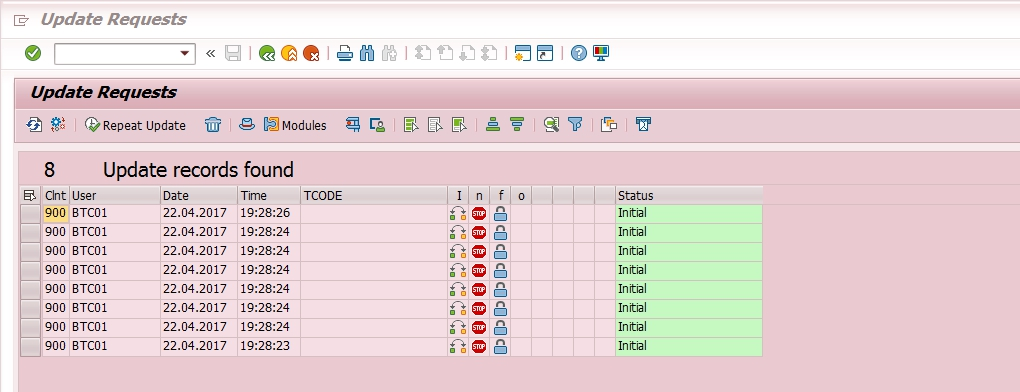 Update Requests
Update Requests
Repeat Update Modules
8 Update records found
Clnt User Date Time TCODE I n f o Status
900 BTC01 22.04.2017 19:28:26 STOP Initial
900 BTC01 22.04.2017 19:28:24 STOP Initial
900 BTC01 22.04.2017 19:28:24 STOP Initial
900 BTC01 22.04.2017 19:28:24 STOP Initial
900 BTC01 22.04.2017 19:28:24 STOP Initial
900 BTC01 22.04.2017 19:28:24 STOP Initial
900 BTC01 22.04.2017 19:28:24 STOP Initial
900 BTC01 22.04.2017 19:28:23 STOP Initial